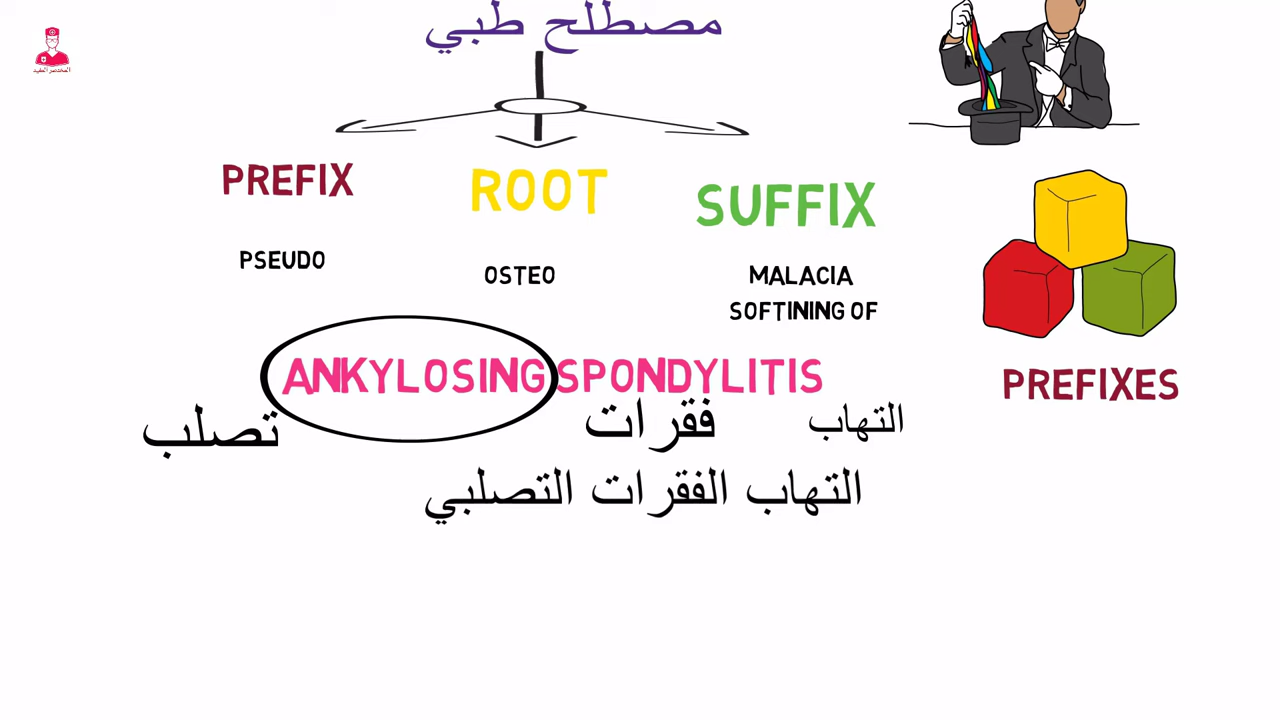 مصطلح طبي
PREFIX
ROOT
SUFFIX
PSEUDO
OSTEO
MALACIA
SOFTINING OF
ANKYLOSING SPONDYLITIS
PREFIXES
التهاب
فقرات
تصلب
التهاب الفقرات التصلبي